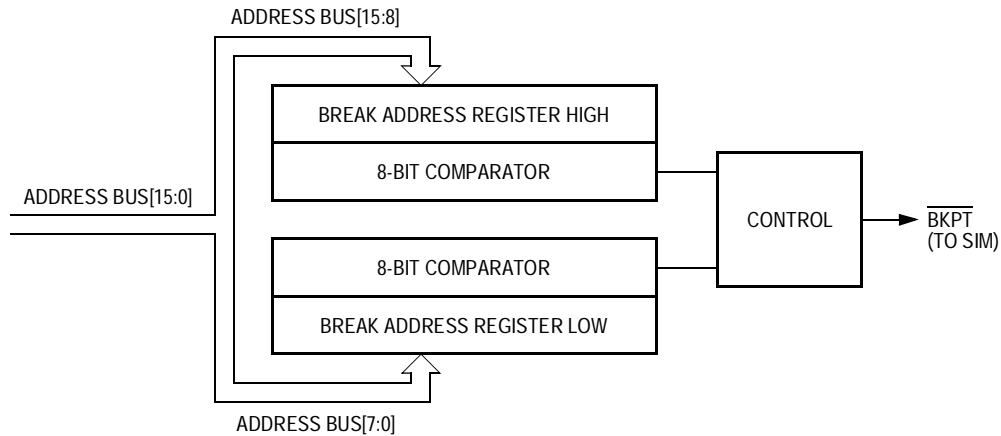 ADDRESS BUS[15:8]
BREAK ADDRESS REGISTER HIGH
8-BIT COMPARATOR
ADDRESS BUS[15:0]
CONTROL
BKPT
(TO SIM)
8-BIT COMPARATOR
BREAK ADDRESS REGISTER LOW
ADDRESS BUS[7:0]